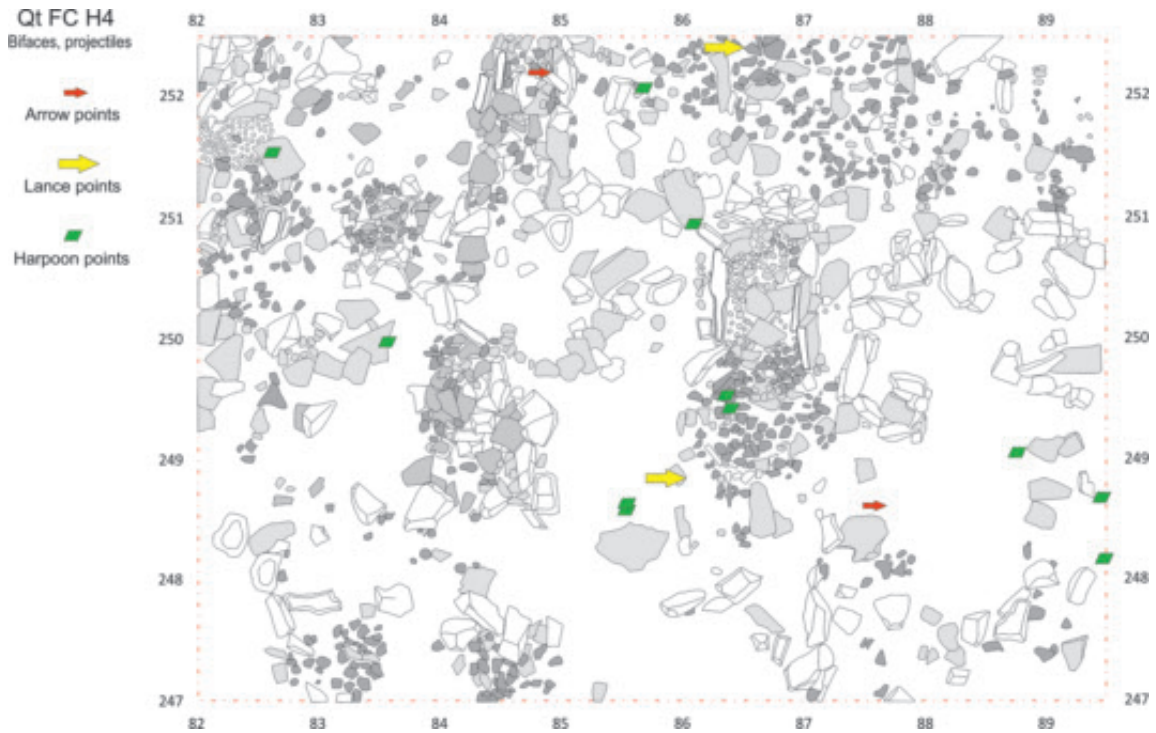 Qt FC H4
Bifaces, projectiles
Arrow points
Lance points
Harpoon points
82 83 84 85 86 87 88 89
252 252
251 251
250 250
249 249
248 248
247 247
82 83 84 85 86 87 88 89